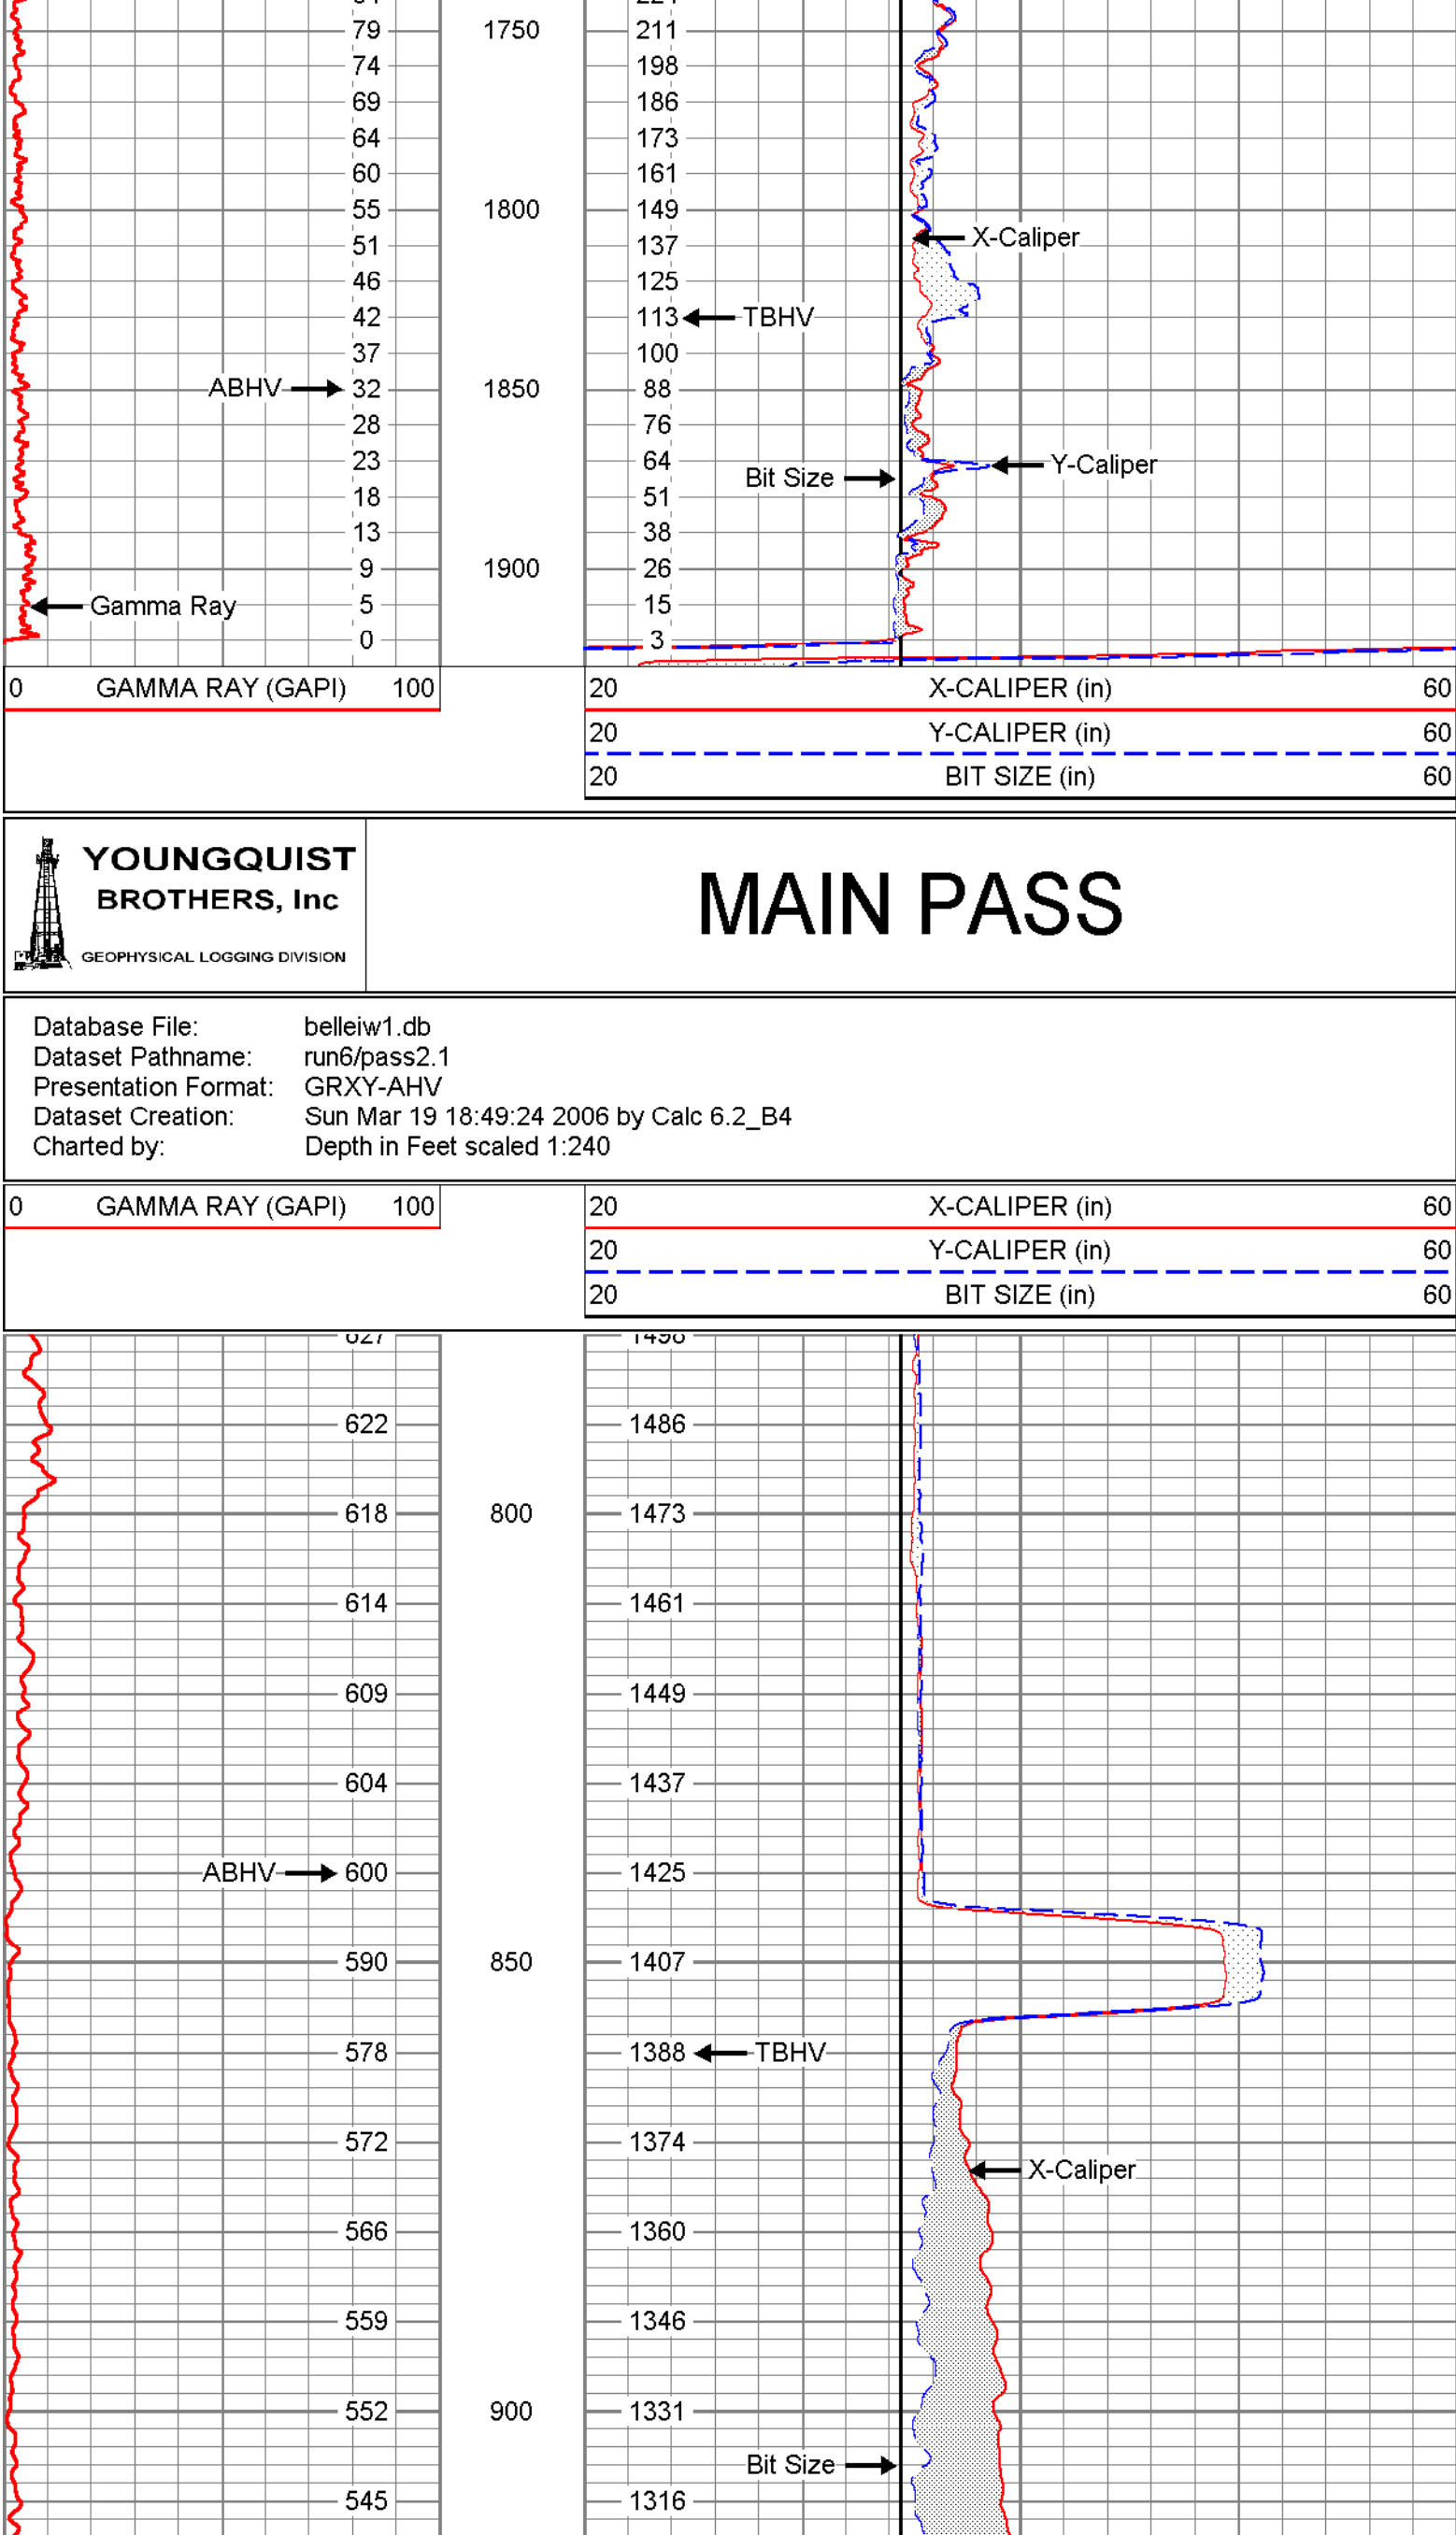 79 1750 211
74 198
69 186
64 173
60 161
55 1800 149
51 137 X-Caliper
46 125
42 113 TBHV
37 100
ABHV 32 1850 88
28 76
23 64 Y-Caliper
Bit Size
18 51
13 38
9 1900 26
Gamma Ray 5 15
0 3
0 GAMMA RAY (GAPI) 100 20 X-CALIPER (in) 60
20 Y-CALIPER (in) 60
20 BIT SIZE (in) 60
YOUNGQUIST
BROTHERS, Inc
GEOPHYSICAL LOGGING DIVISION
MAIN PASS
Database File: belleiw1.db
Dataset Pathname: run6/pass2.1
Presentation Format: GRXY-AHV
Dataset Creation: Sun Mar 19 18:49:24 2006 by Calc 6.2_B4
Charted by: Depth in Feet scaled 1:240
0 GAMMA RAY (GAPI) 100 20 X-CALIPER (in) 60
20 Y-CALIPER (in) 60
20 BIT SIZE (in) 60
627 1498
622 1486
618 800 1473
614 1461
609 1449
604 1437
ABHV 600 1425
590 850 1407
578 1388 TBHV
572 1374
X-Caliper
566 1360
559 1346
552 900 1331
Bit Size
545 1316